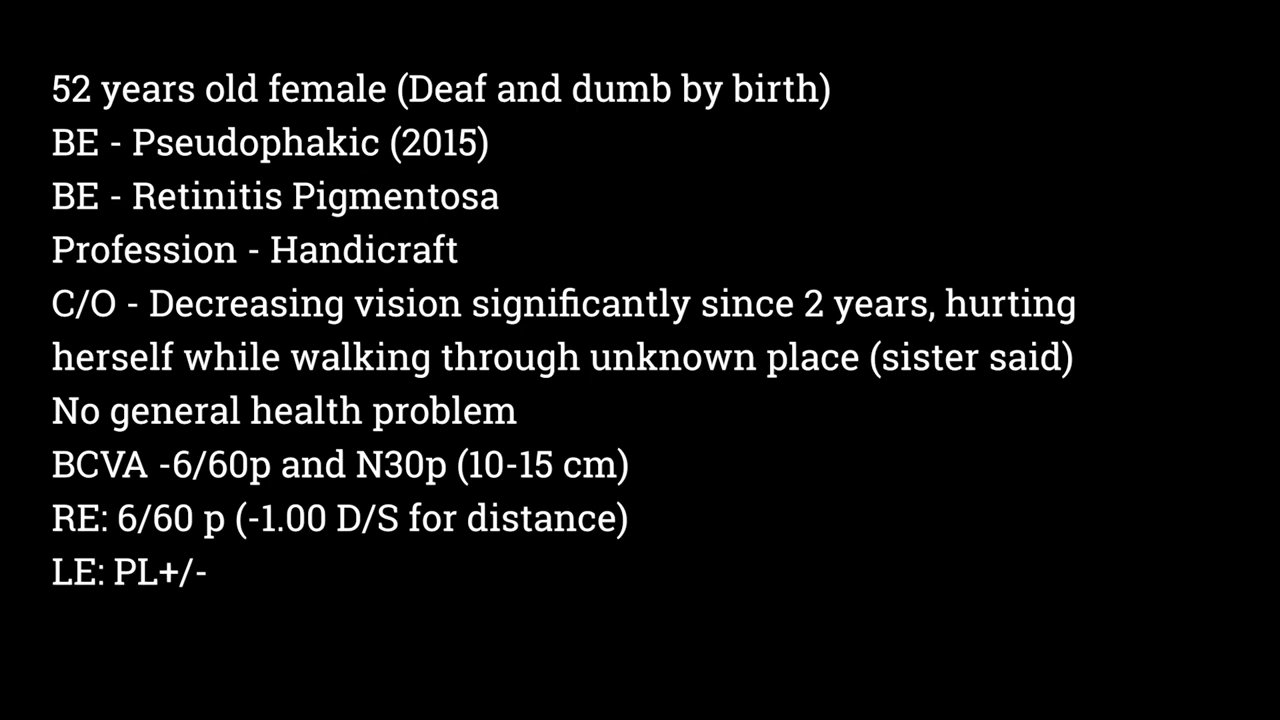 52 years old female (Deaf and dumb by birth)
BE - Pseudophakic (2015)
BE - Retinitis Pigmentosa
Profession - Handicraft
C/O - Decreasing vision significantly since 2 years, hurting
herself while walking through unknown place (sister said)
No general health problem
BCVA -6/60p and N30p (10-15 cm)
RE: 6/60 p (-1.00 D/S for distance)
LE: PL+/-